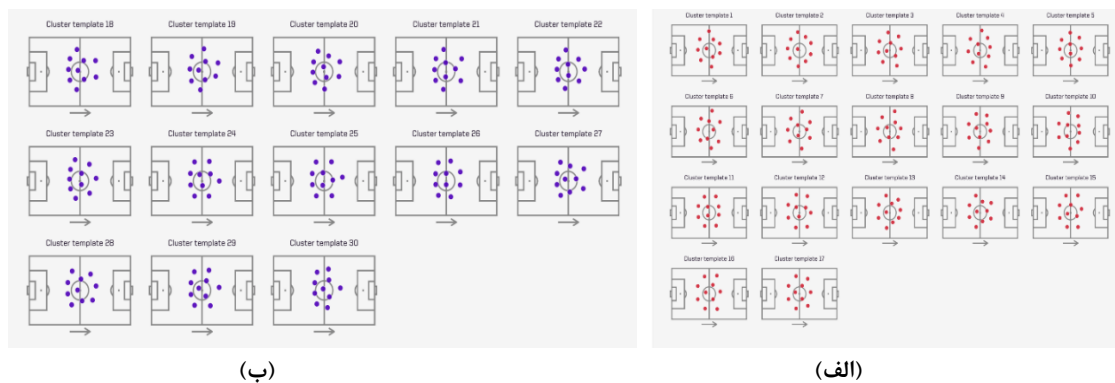 Cluster template 18 Cluster template 19 Cluster template 20 Cluster template 21 Cluster template 22
Cluster template 23 Cluster template 24 Cluster template 25 Cluster template 26 Cluster template 27
Cluster template 28 Cluster template 29 Cluster template 30
(ب)
Cluster template 1 Cluster template 2 Cluster template 3 Cluster template 4 Cluster template 5
Cluster template 6 Cluster template 7 Cluster template 8 Cluster template 9 Cluster template 10
Cluster template 11 Cluster template 12 Cluster template 13 Cluster template 14 Cluster template 15
Cluster template 16 Cluster template 17
(الف)